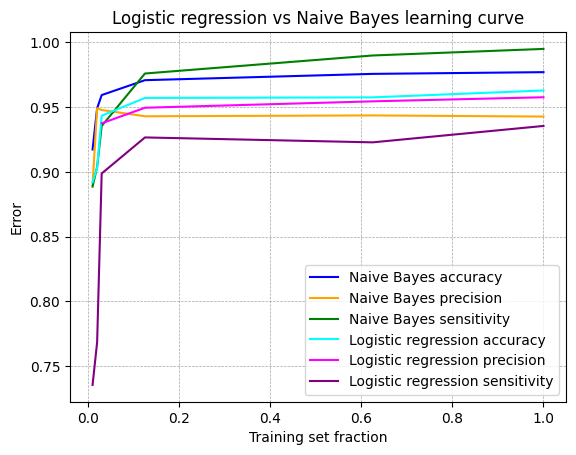 Logistic regression vs Naive Bayes learning curve
1.00
0.95
0.90
0.85
0.80
0.75
Error
Naive Bayes accuracy
Naive Bayes precision
Naive Bayes sensitivity
Logistic regression accuracy
Logistic regression precision
Logistic regression sensitivity
0.0 0.2 0.4 0.6 0.8 1.0
Training set fraction